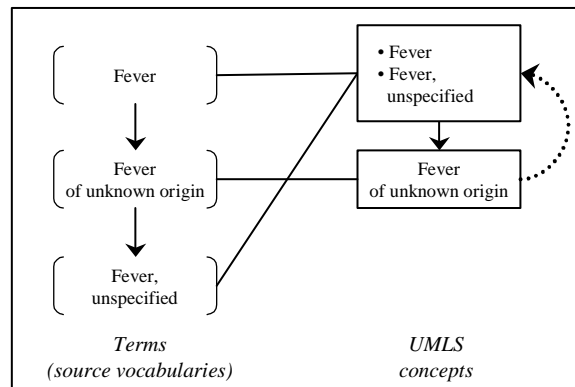 Fever
Fever
of unknown origin
Fever,
unspecified
Terms
(source vocabularies)
• Fever
• Fever,
unspecified
Fever
of unknown origin
UMLS
concepts